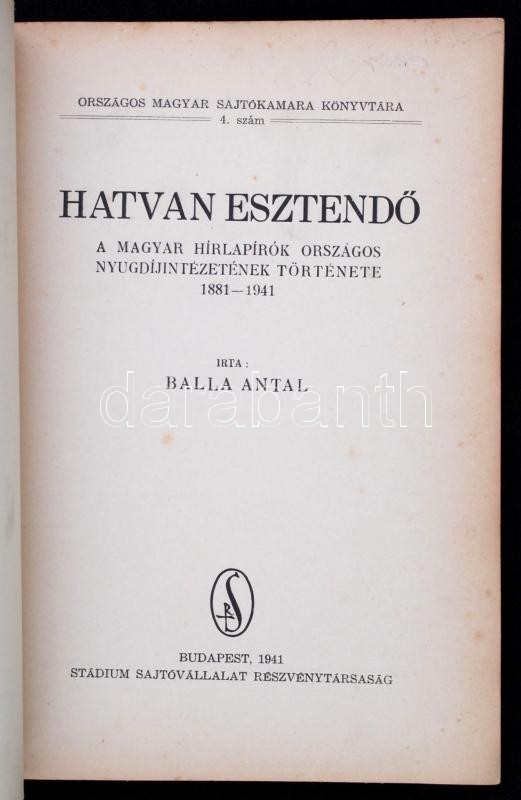 ORSZÁGOS MAGYAR SAJTÓKAMARA KÖNYVTÁRA
4. szám
HATVAN ESZTENDŐ
A MAGYAR HÍRLAPÍRÓK ORSZÁGOS
NYUGDÍJINTÉZETÉNEK TÖRTÉNETE
1881—1941
IRTA :
BALLA ANTAL
darabanth
BUDAPEST, 1941
STÁDIUM SAJTÓVÁLLALAT RÉSZVÉNYTÁRSASÁG